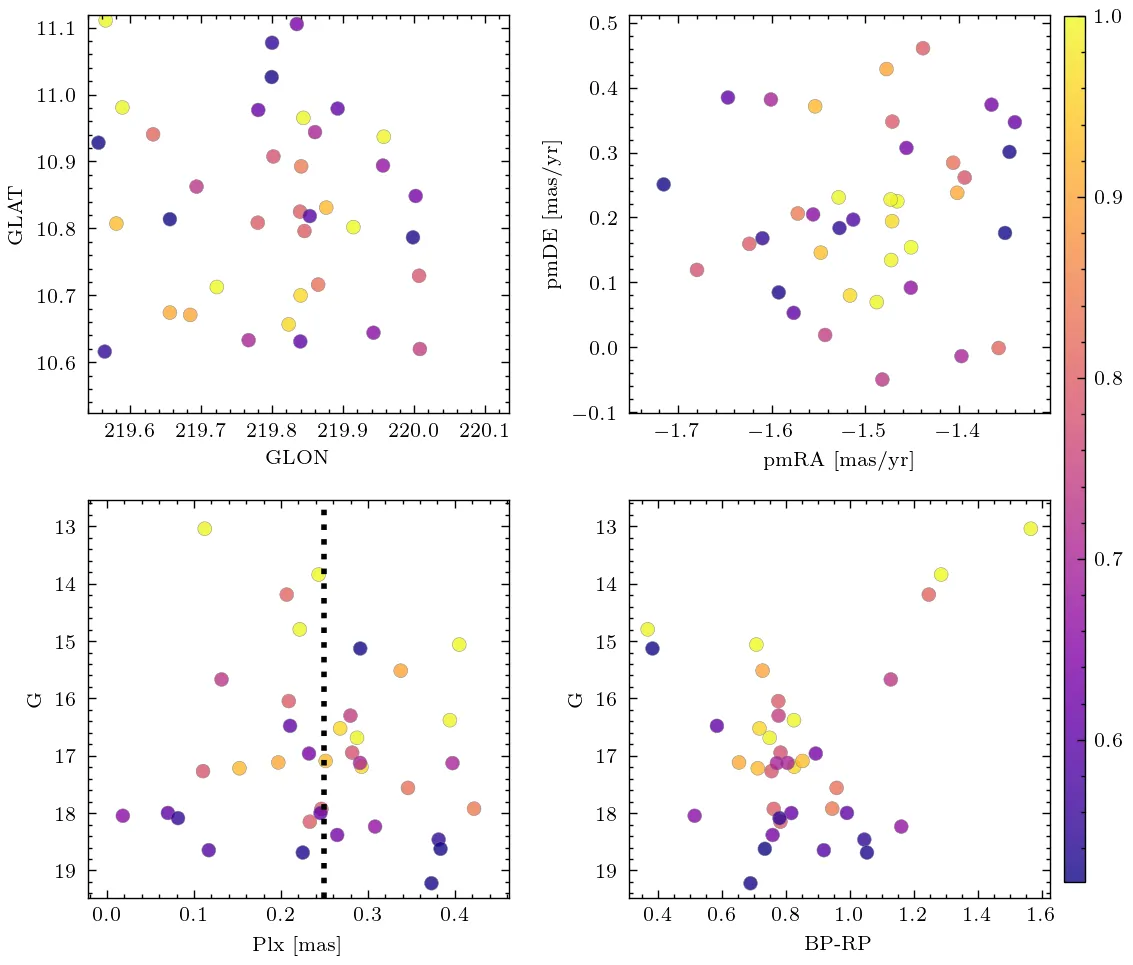 11.1
11.0
10.9
10.8
10.7
10.6
GLAT
219.6 219.7 219.8 219.9 220.0 220.1
GLON
0.5
0.4
0.3
0.2
0.1
0.0
−0.1
pmDE [mas/yr]
−1.7 −1.6 −1.5 −1.4
pmRA [mas/yr]
1.0
0.9
0.8
0.7
0.6
13
14
15
16
17
18
19
G
0.0 0.1 0.2 0.3 0.4
Plx [mas]
13
14
15
16
17
18
19
G
0.4 0.6 0.8 1.0 1.2 1.4 1.6
BP-RP